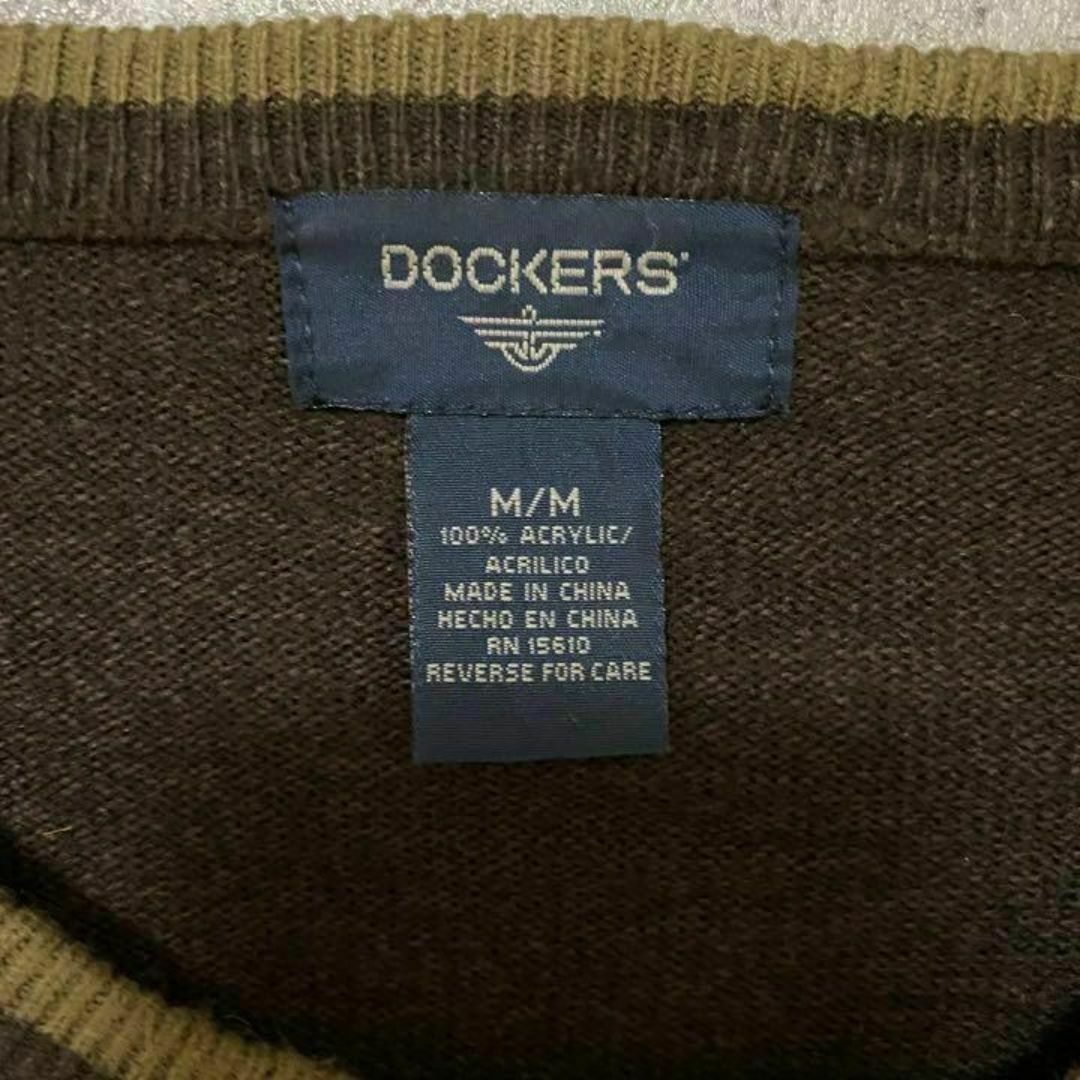 DOCKERS
M/M
100% ACRYLIC/
ACRILICO
MADE IN CHINA
HECHO EN CHINA
RN 15610
REVERSE FOR CARE